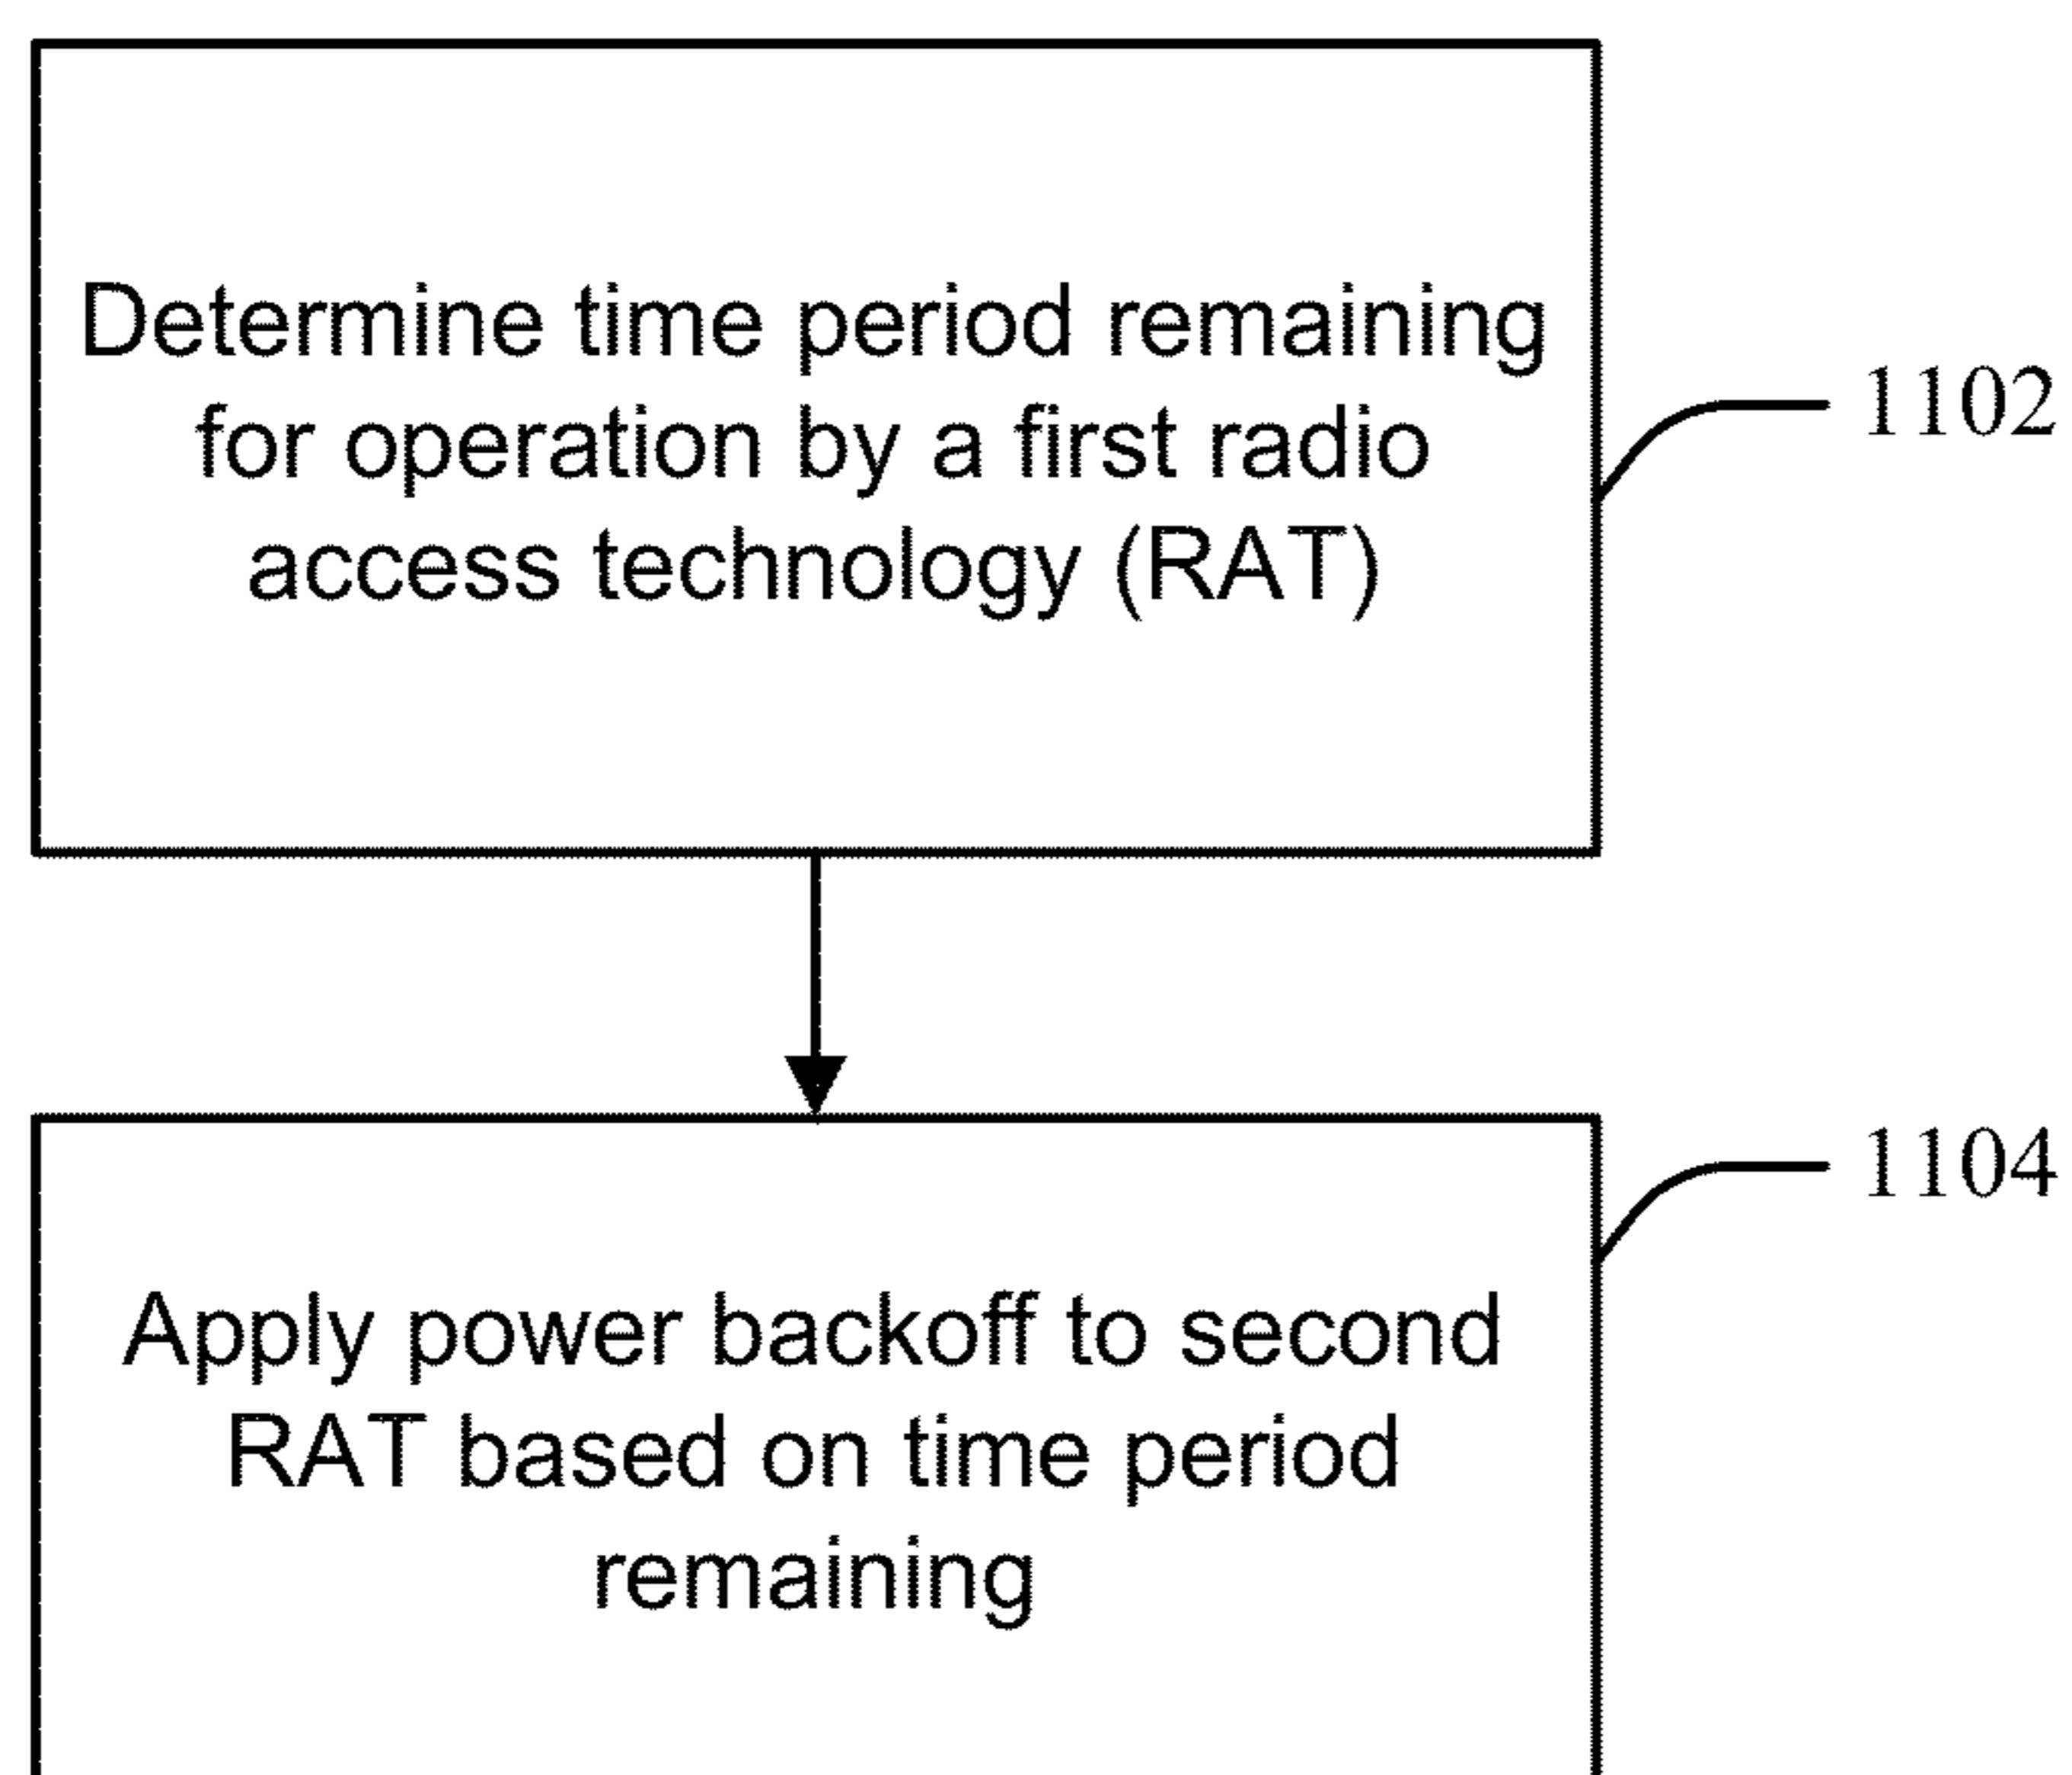 Determine time period remaining
for operation by a first radio
access technology (RAT)
1102
Apply power backoff to second
RAT based on time period
remaining
1104